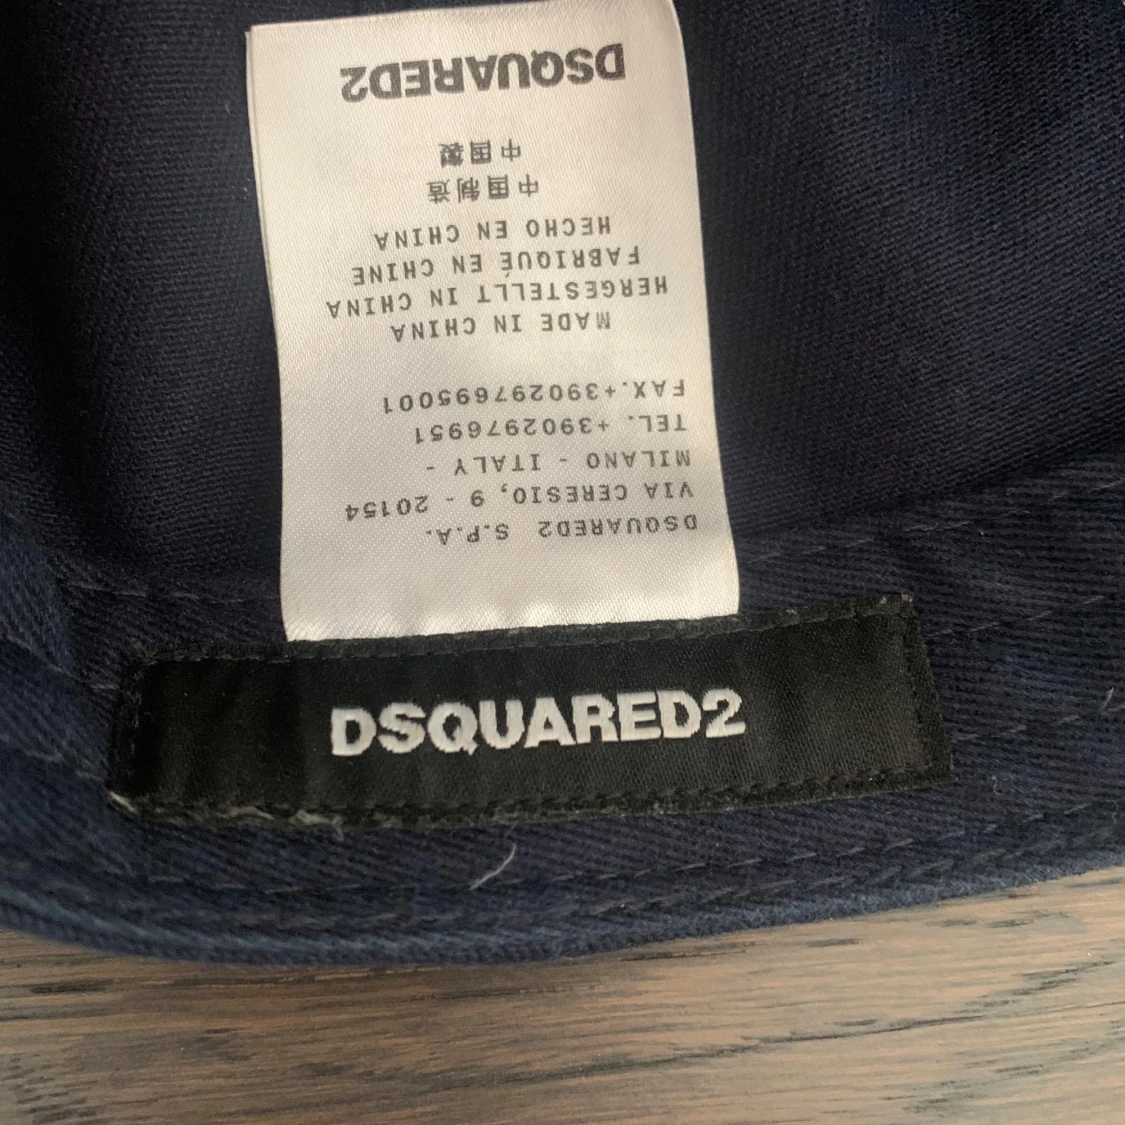 DSQUARED2
DSQUARED2 S.P.A.
VIA CERESIO, 9 - 20154
MILANO - ITALY -
TEL. +3902976951
FAX.+390297695001
MADE IN CHINA
HERGESTELLT IN CHINA
FABRIQUÉ EN CHINE
HECHO EN CHINA
中国制造
中国製
DSQUARED2